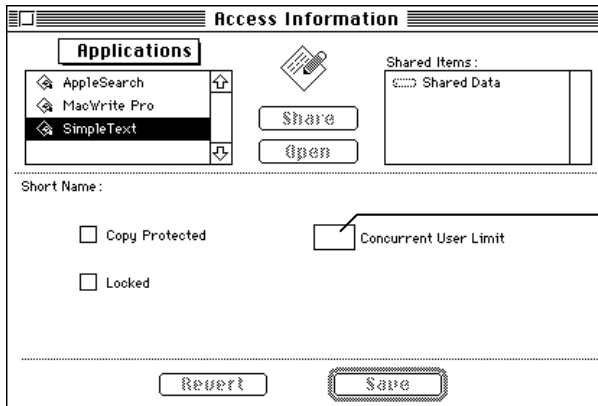 Access Information
Applications
AppleSearch
MacWrite Pro
SimpleText
Share
Open
Shared Items:
Shared Data
Short Name:
Copy Protected
Concurrent User Limit
Locked
Revert
Save